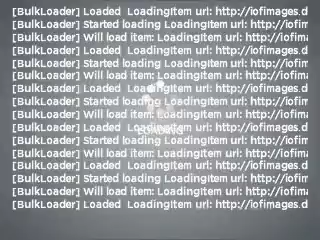 [BulkLoader] Loaded  LoadingItem url: http://iofimages.d
[BulkLoader] Started loading LoadingItem url: http://iofim
[BulkLoader] Will load item: LoadingItem url: http://iofima
[BulkLoader] Loaded  LoadingItem url: http://iofimages.d
[BulkLoader] Started loading LoadingItem url: http://iofim
[BulkLoader] Will load item: LoadingItem url: http://iofima
[BulkLoader] Loaded  LoadingItem url: http://iofimages.d
[BulkLoader] Started loading LoadingItem url: http://iofim
[BulkLoader] Will load item: LoadingItem url: http://iofima
[BulkLoader] Loaded  LoadingItem url: http://iofimages.d
LOADING
[BulkLoader] Started loading LoadingItem url: http://iofim
[BulkLoader] Will load item: LoadingItem url: http://iofima
[BulkLoader] Loaded  LoadingItem url: http://iofimages.d
[BulkLoader] Started loading LoadingItem url: http://iofim
[BulkLoader] Will load item: LoadingItem url: http://iofima
[BulkLoader] Loaded  LoadingItem url: http://iofimages.d